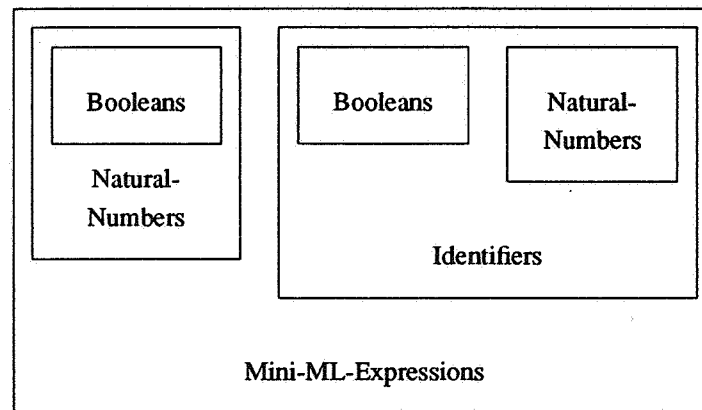 Booleans
Natural-
Numbers
Booleans
Natural-
Numbers
Identifiers
Mini-ML-Expressions